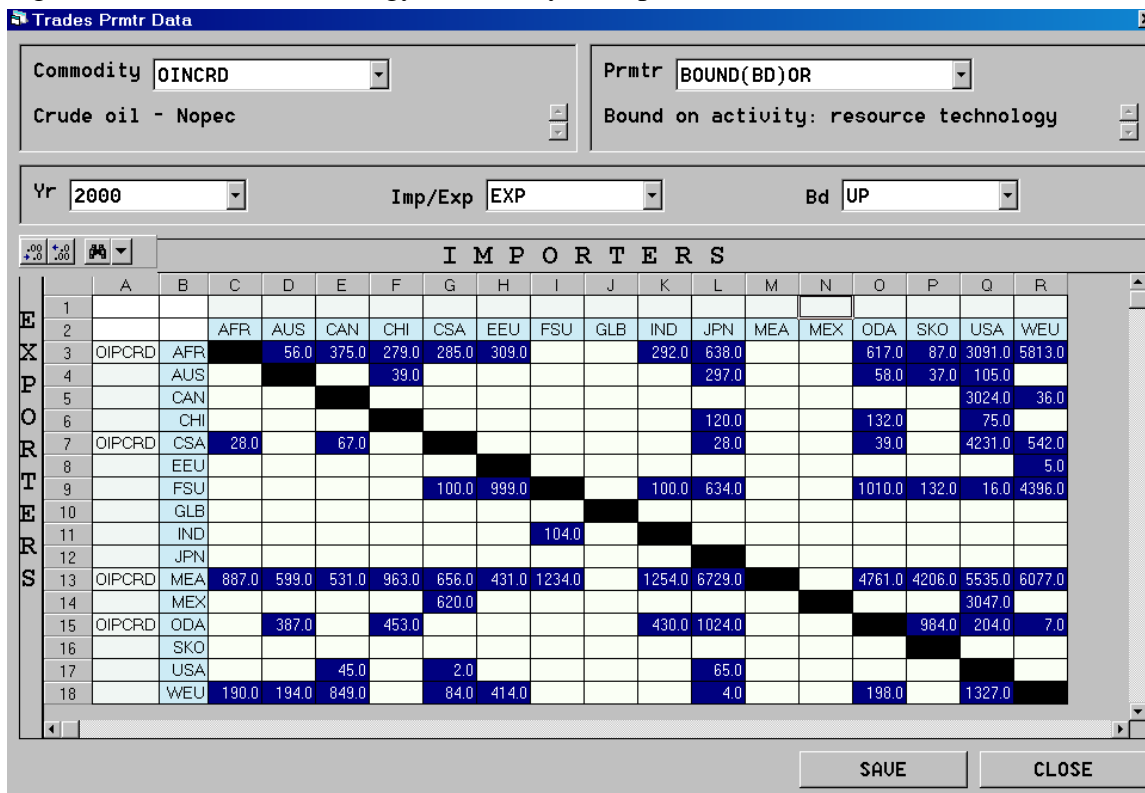 Trades Prmtr Data
Commodity OINCRD Prmtr BOUND(BD)OR
Crude oil - Nopec Bound on activity: resource technology
Yr 2000 Imp/Exp EXP Bd UP
I M P O R T E R S
E X P O R T E R S
A B C D E F G H I J K L M N O P Q R
1
2 AFR AUS CAN CHI CSA EEU FSU GLB IND JPN MEA MEX ODA SKO USA WEU
3 OIPCRD AFR 56.0 375.0 279.0 285.0 309.0 292.0 638.0 617.0 87.0 3091.0 5813.0
4 AUS 39.0 297.0 58.0 37.0 105.0
5 CAN 3024.0 36.0
6 CHI 120.0 132.0 75.0
7 OIPCRD CSA 28.0 67.0 28.0 39.0 4231.0 542.0
8 EEU 5.0
9 FSU 100.0 999.0 100.0 634.0 1010.0 132.0 16.0 4396.0
10 GLB
11 IND 104.0
12 JPN
13 OIPCRD MEA 887.0 599.0 531.0 963.0 656.0 431.0 1234.0 1254.0 6729.0 4761.0 4206.0 5535.0 6077.0
14 MEX 620.0 3047.0
15 OIPCRD ODA 387.0 453.0 430.0 1024.0 984.0 204.0 7.0
16 SKO
17 USA 45.0 2.0 65.0
18 WEU 190.0 194.0 849.0 84.0 414.0 4.0 198.0 1327.0
SAVE CLOSE